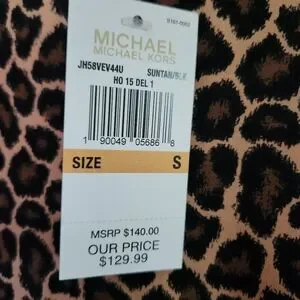 MICHAEL
MICHAEL KORS
JH58VEV44U
SUNTAN/BLK
HO 15 DEL 1
1 90049 05686 8
SIZE S
MSRP $140.00
OUR PRICE
$129.99